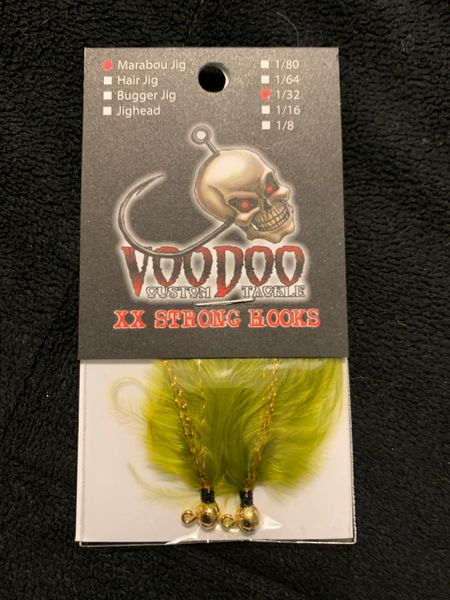 Marabou Jig
Hair Jig
Bugger Jig
Jighead
1/80
1/64
1/32
1/16
1/8
VOODOO
CUSTOM TACKLE
XX STRONG HOOKS